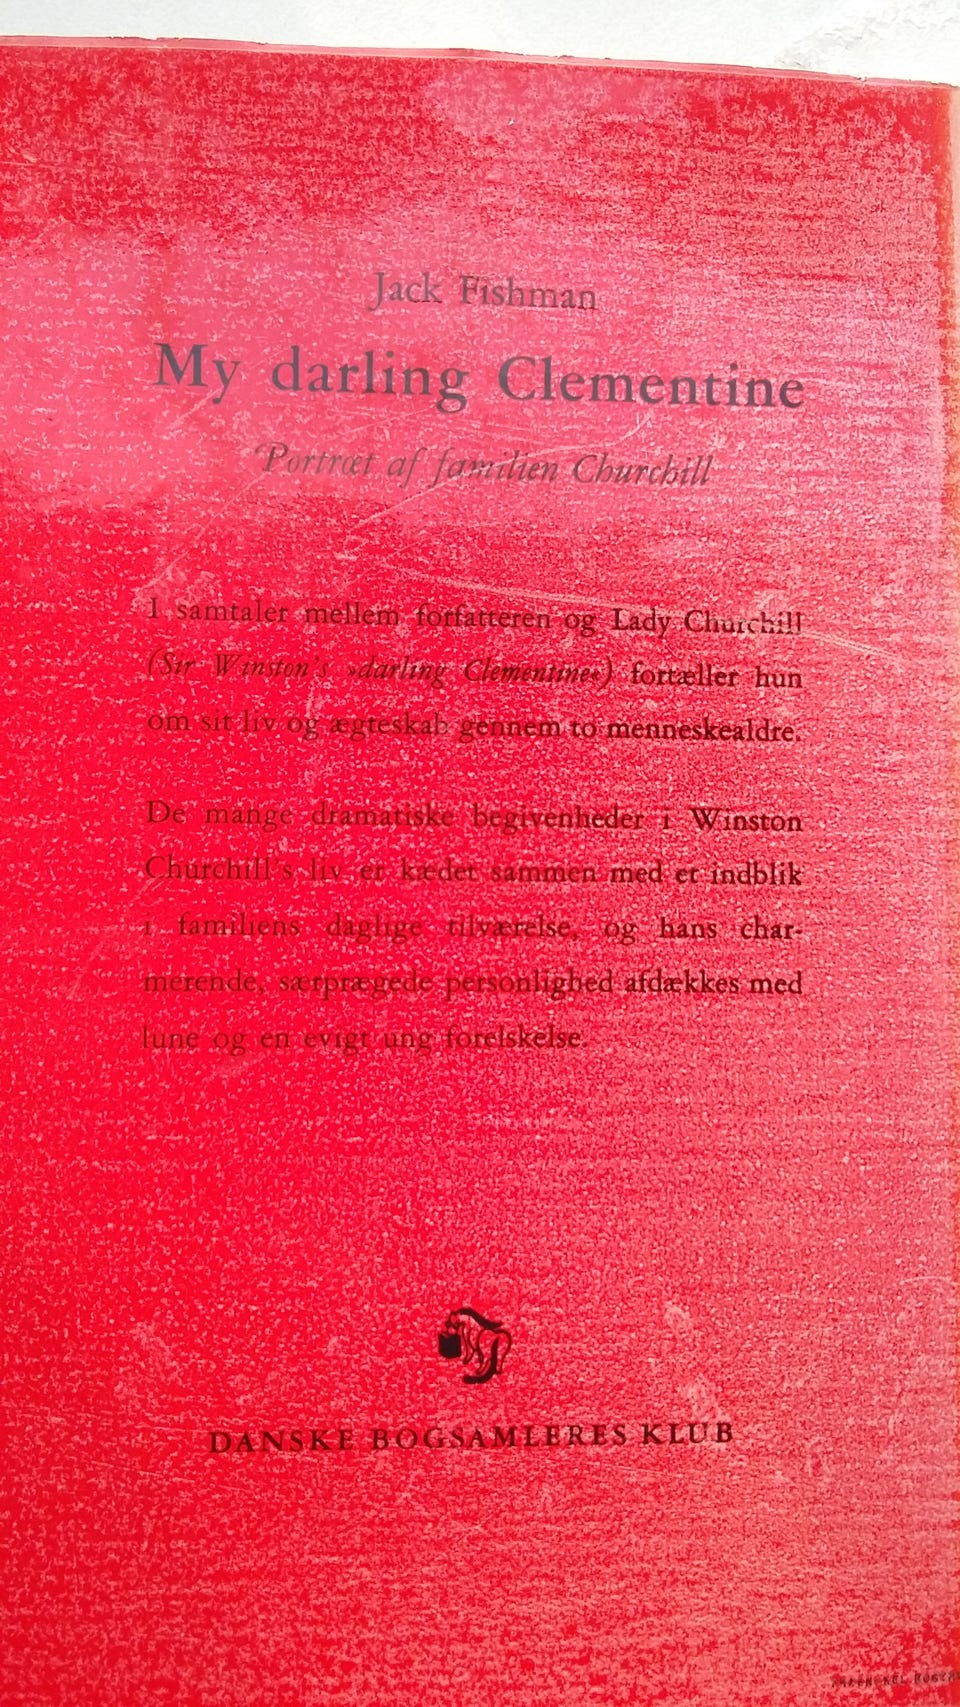 Jack Fishman
My darling Clementine
Portræt af familien Churchill
I samtaler mellem forfatteren og Lady Churchill
(Sir Winston's »darling Clementine«) fortæller hun
om sit liv og ægteskab gennem to menneskealdre.
De mange dramatiske begivenheder i Winston
Churchill's liv er kædet sammen med et indblik
i familiens daglige tilværelse, og hans char-
merende, særprægede personlighed afdækkes med
lune og en evigt ung forelskelse.
DANSKE BOGSAMLERES KLUB